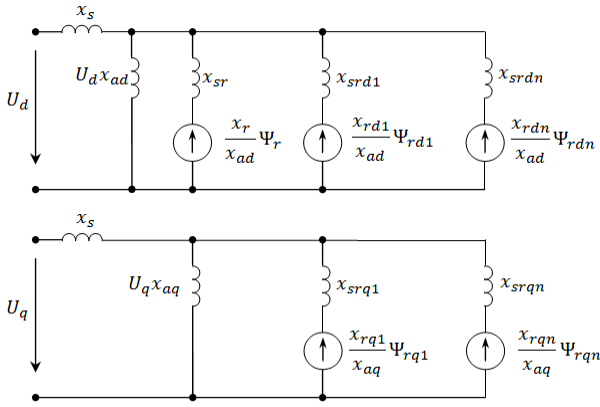 x_s
U_d
U_d x_ad
x_sr
x_srd1
x_srdn
x_r/x_ad Ψ_r
x_rd1/x_ad Ψ_rd1
x_rdn/x_ad Ψ_rdn
x_s
U_q
U_q x_aq
x_srq1
x_srqn
x_rq1/x_aq Ψ_rq1
x_rqn/x_aq Ψ_rqn